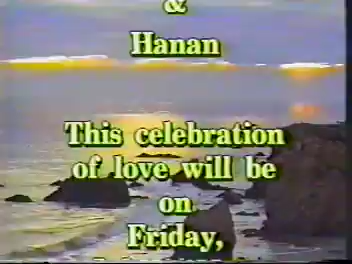 &
Hanan
This celebration
of love will be
on
Friday,